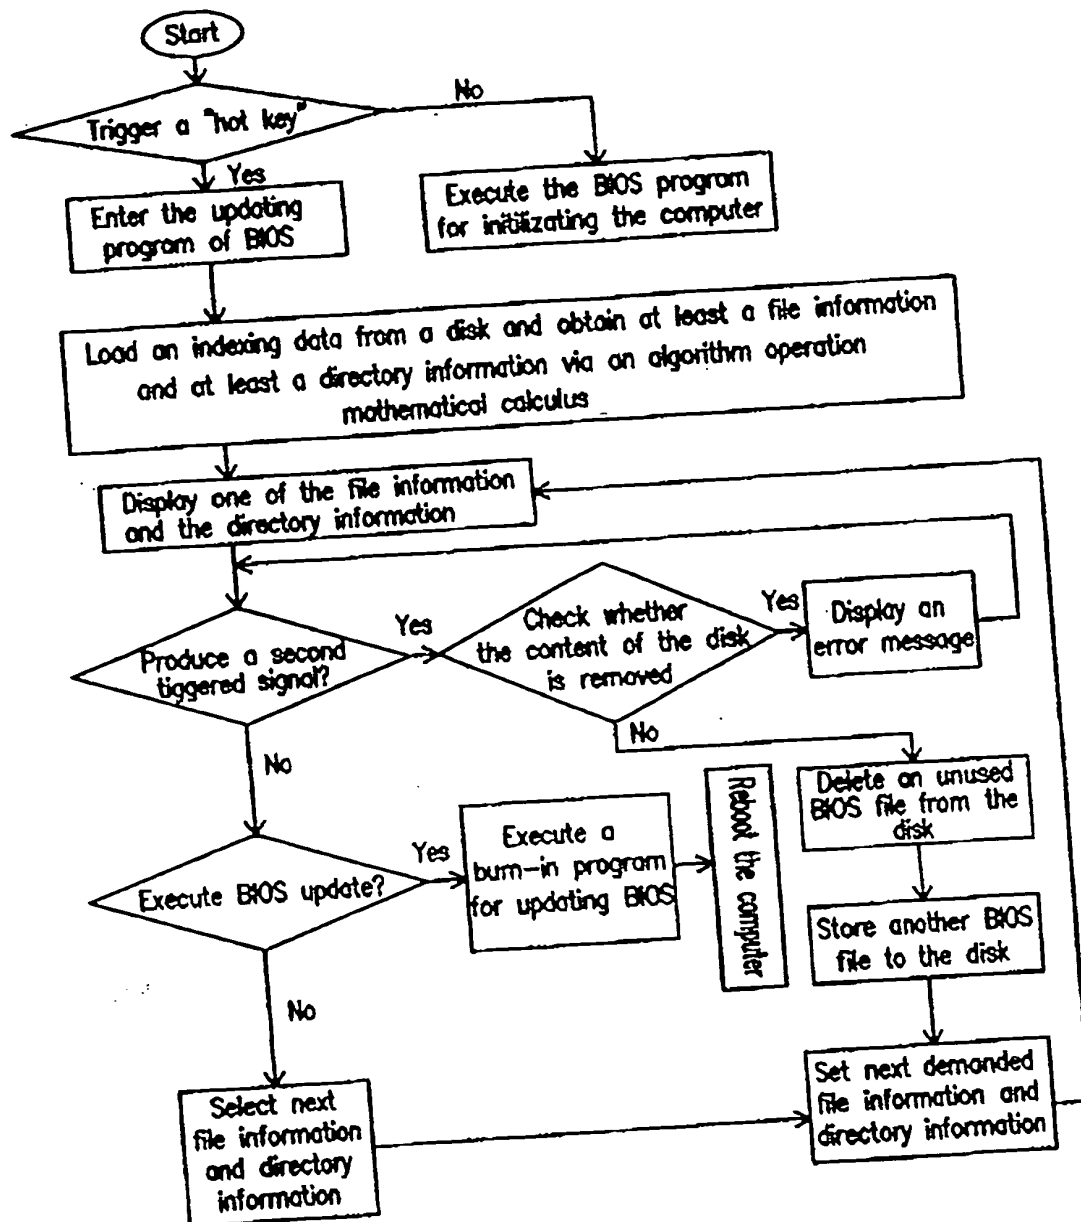 Start
Trigger a "hot key"
No
Yes
Execute the BIOS program
for initilizating the computer
Enter the updating
program of BIOS
Load an indexing data from a disk and obtain at least a file information
and at least a directory information via an algorithm operation
mathematical calculus
Display one of the file information
and the directory information
Produce a second
tiggered signal?
Yes
Check whether
the content of the disk
is removed
Yes
Display an
error message
No
No
Delete an unused
BIOS file from the
disk
Execute BIOS update?
Yes
Execute a
burn-in program
for updating BIOS
Reboot the computer
Store another BIOS
file to the disk
No
Select next
file information
and directory
information
Set next demanded
file information and
directory information